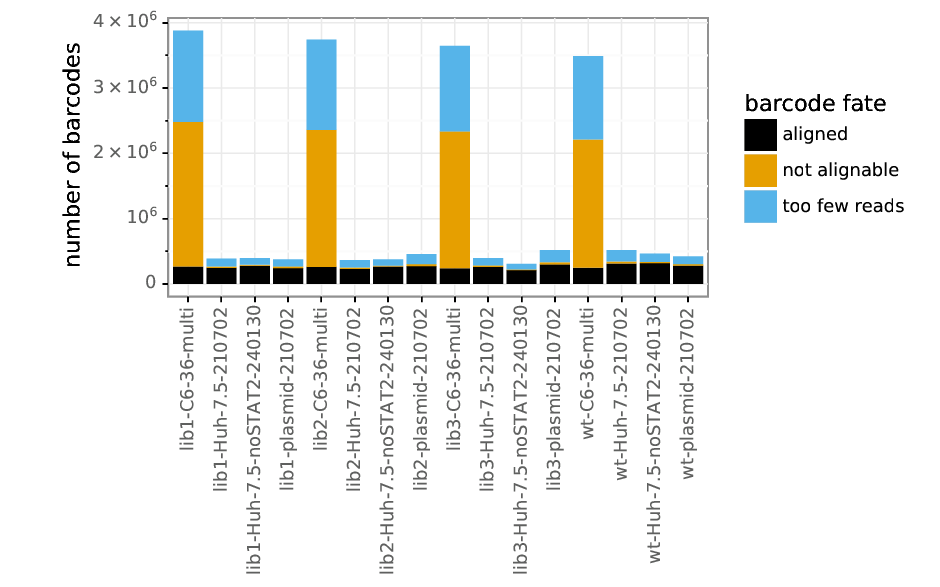 number of barcodes
4 × 10⁶
3 × 10⁶
2 × 10⁶
10⁶
0
lib1-C6-36-multi
lib1-Huh-7.5-210702
lib1-Huh-7.5-noSTAT2-240130
lib1-plasmid-210702
lib2-C6-36-multi
lib2-Huh-7.5-210702
lib2-Huh-7.5-noSTAT2-240130
lib2-plasmid-210702
lib3-C6-36-multi
lib3-Huh-7.5-210702
lib3-Huh-7.5-noSTAT2-240130
lib3-plasmid-210702
wt-C6-36-multi
wt-Huh-7.5-210702
wt-Huh-7.5-noSTAT2-240130
wt-plasmid-210702
barcode fate
aligned
not alignable
too few reads